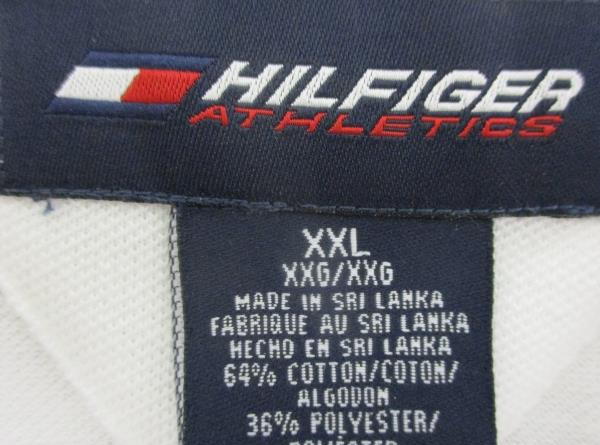 HILFIGER
ATHLETICS
XXL
XXG/XXG
MADE IN SRI LANKA
FABRIQUE AU SRI LANKA
HECHO EN SRI LANKA
64% COTTON/COTON/
ALGODON
36% POLYESTER/